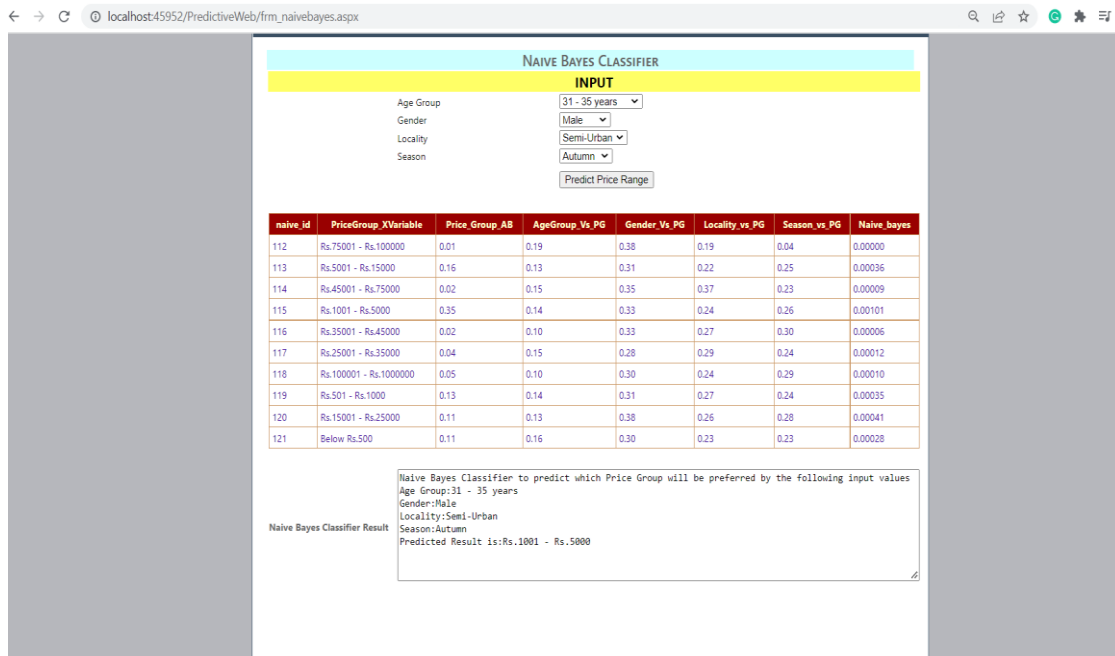 localhost:45952/PredictiveWeb/frm_naivebayes.aspx
NAIVE BAYES CLASSIFIER
INPUT
Age Group 31 - 35 years
Gender Male
Locality Semi-Urban
Season Autumn
Predict Price Range
naive_id PriceGroup_XVariable Price_Group_AB AgeGroup_Vs_PG Gender_Vs_PG Locality_vs_PG Season_vs_PG Naive_bayes
112 Rs.75001 - Rs.100000 0.01 0.19 0.38 0.19 0.04 0.00000
113 Rs.5001 - Rs.15000 0.16 0.13 0.31 0.22 0.25 0.00036
114 Rs.45001 - Rs.75000 0.02 0.15 0.35 0.37 0.23 0.00009
115 Rs.1001 - Rs.5000 0.35 0.14 0.33 0.24 0.26 0.00101
116 Rs.35001 - Rs.45000 0.02 0.10 0.33 0.27 0.30 0.00006
117 Rs.25001 - Rs.35000 0.04 0.15 0.28 0.29 0.24 0.00012
118 Rs.100001 - Rs.1000000 0.05 0.10 0.30 0.24 0.29 0.00010
119 Rs.501 - Rs.1000 0.13 0.14 0.31 0.27 0.24 0.00035
120 Rs.15001 - Rs.25000 0.11 0.13 0.38 0.26 0.28 0.00041
121 Below Rs.500 0.11 0.16 0.30 0.23 0.23 0.00028
Naive Bayes Classifier Result
Naive Bayes Classifier to predict which Price Group will be preferred by the following input values
Age Group:31 - 35 years
Gender:Male
Locality:Semi-Urban
Season:Autumn
Predicted Result is:Rs.1001 - Rs.5000